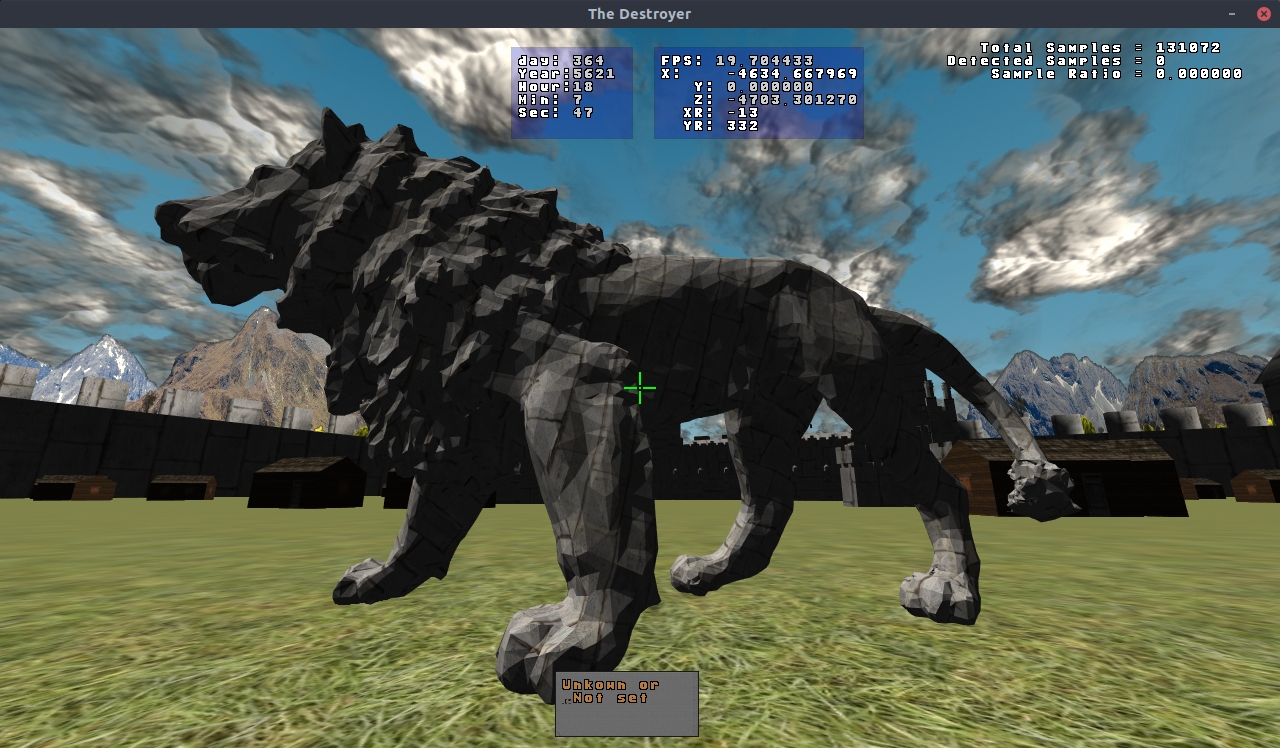 The Destroyer
day: 364
Year:5621
Hour:18
Min: 7
Sec: 47
FPS: 19.704433
X: -4634.667969
Y: 0.000000
Z: -4703.301270
XR: -13
YR: 332
Total Samples = 131072
Detected Samples = 0
Sample Ratio = 0.000000
Unkown or
..Not set